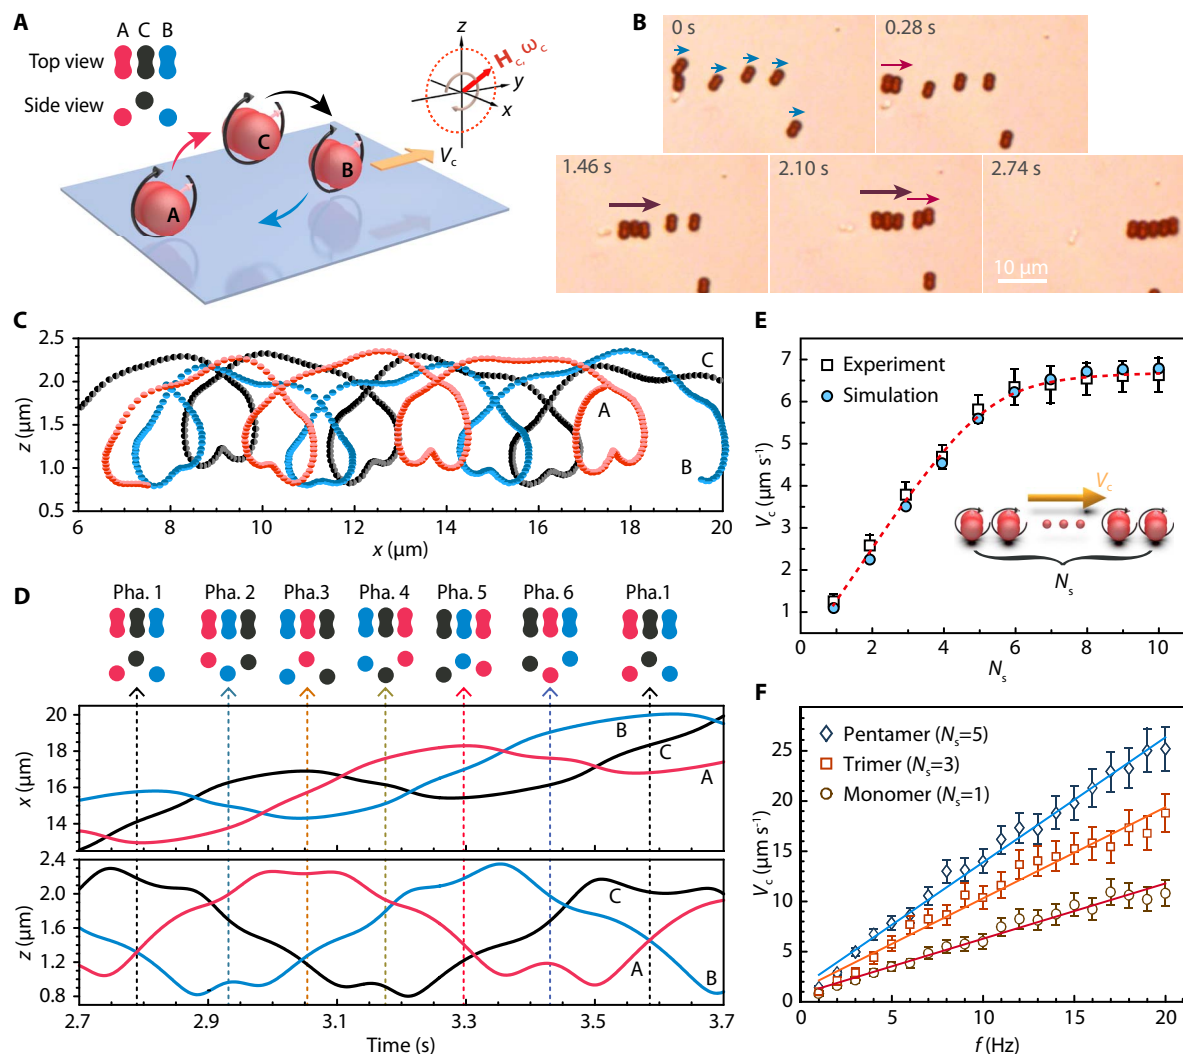 A
A C B
Top view
Side view
z
H_c, ω_c
y
x
C
B
A
V_c
B
0 s
0.28 s
1.46 s
2.10 s
2.74 s
10 μm
C
2.5
2.0
1.5
1.0
0.5
z (μm)
C
A
B
6 8 10 12 14 16 18 20
x (μm)
D
Pha. 1 Pha. 2 Pha.3 Pha. 4 Pha. 5 Pha. 6 Pha.1
20
18
16
14
x (μm)
B
C
A
2.4
2.0
1.6
1.2
0.8
z (μm)
C
A
B
2.7 2.9 3.1 3.3 3.5 3.7
Time (s)
E
7
6
5
4
3
2
1
V_c (μm s⁻¹)
Experiment
Simulation
V_c
N_s
0 2 4 6 8 10
N_s
F
25
20
15
10
5
0
V_c (μm s⁻¹)
Pentamer (N_s=5)
Trimer (N_s=3)
Monomer (N_s=1)
0 5 10 15 20
f (Hz)